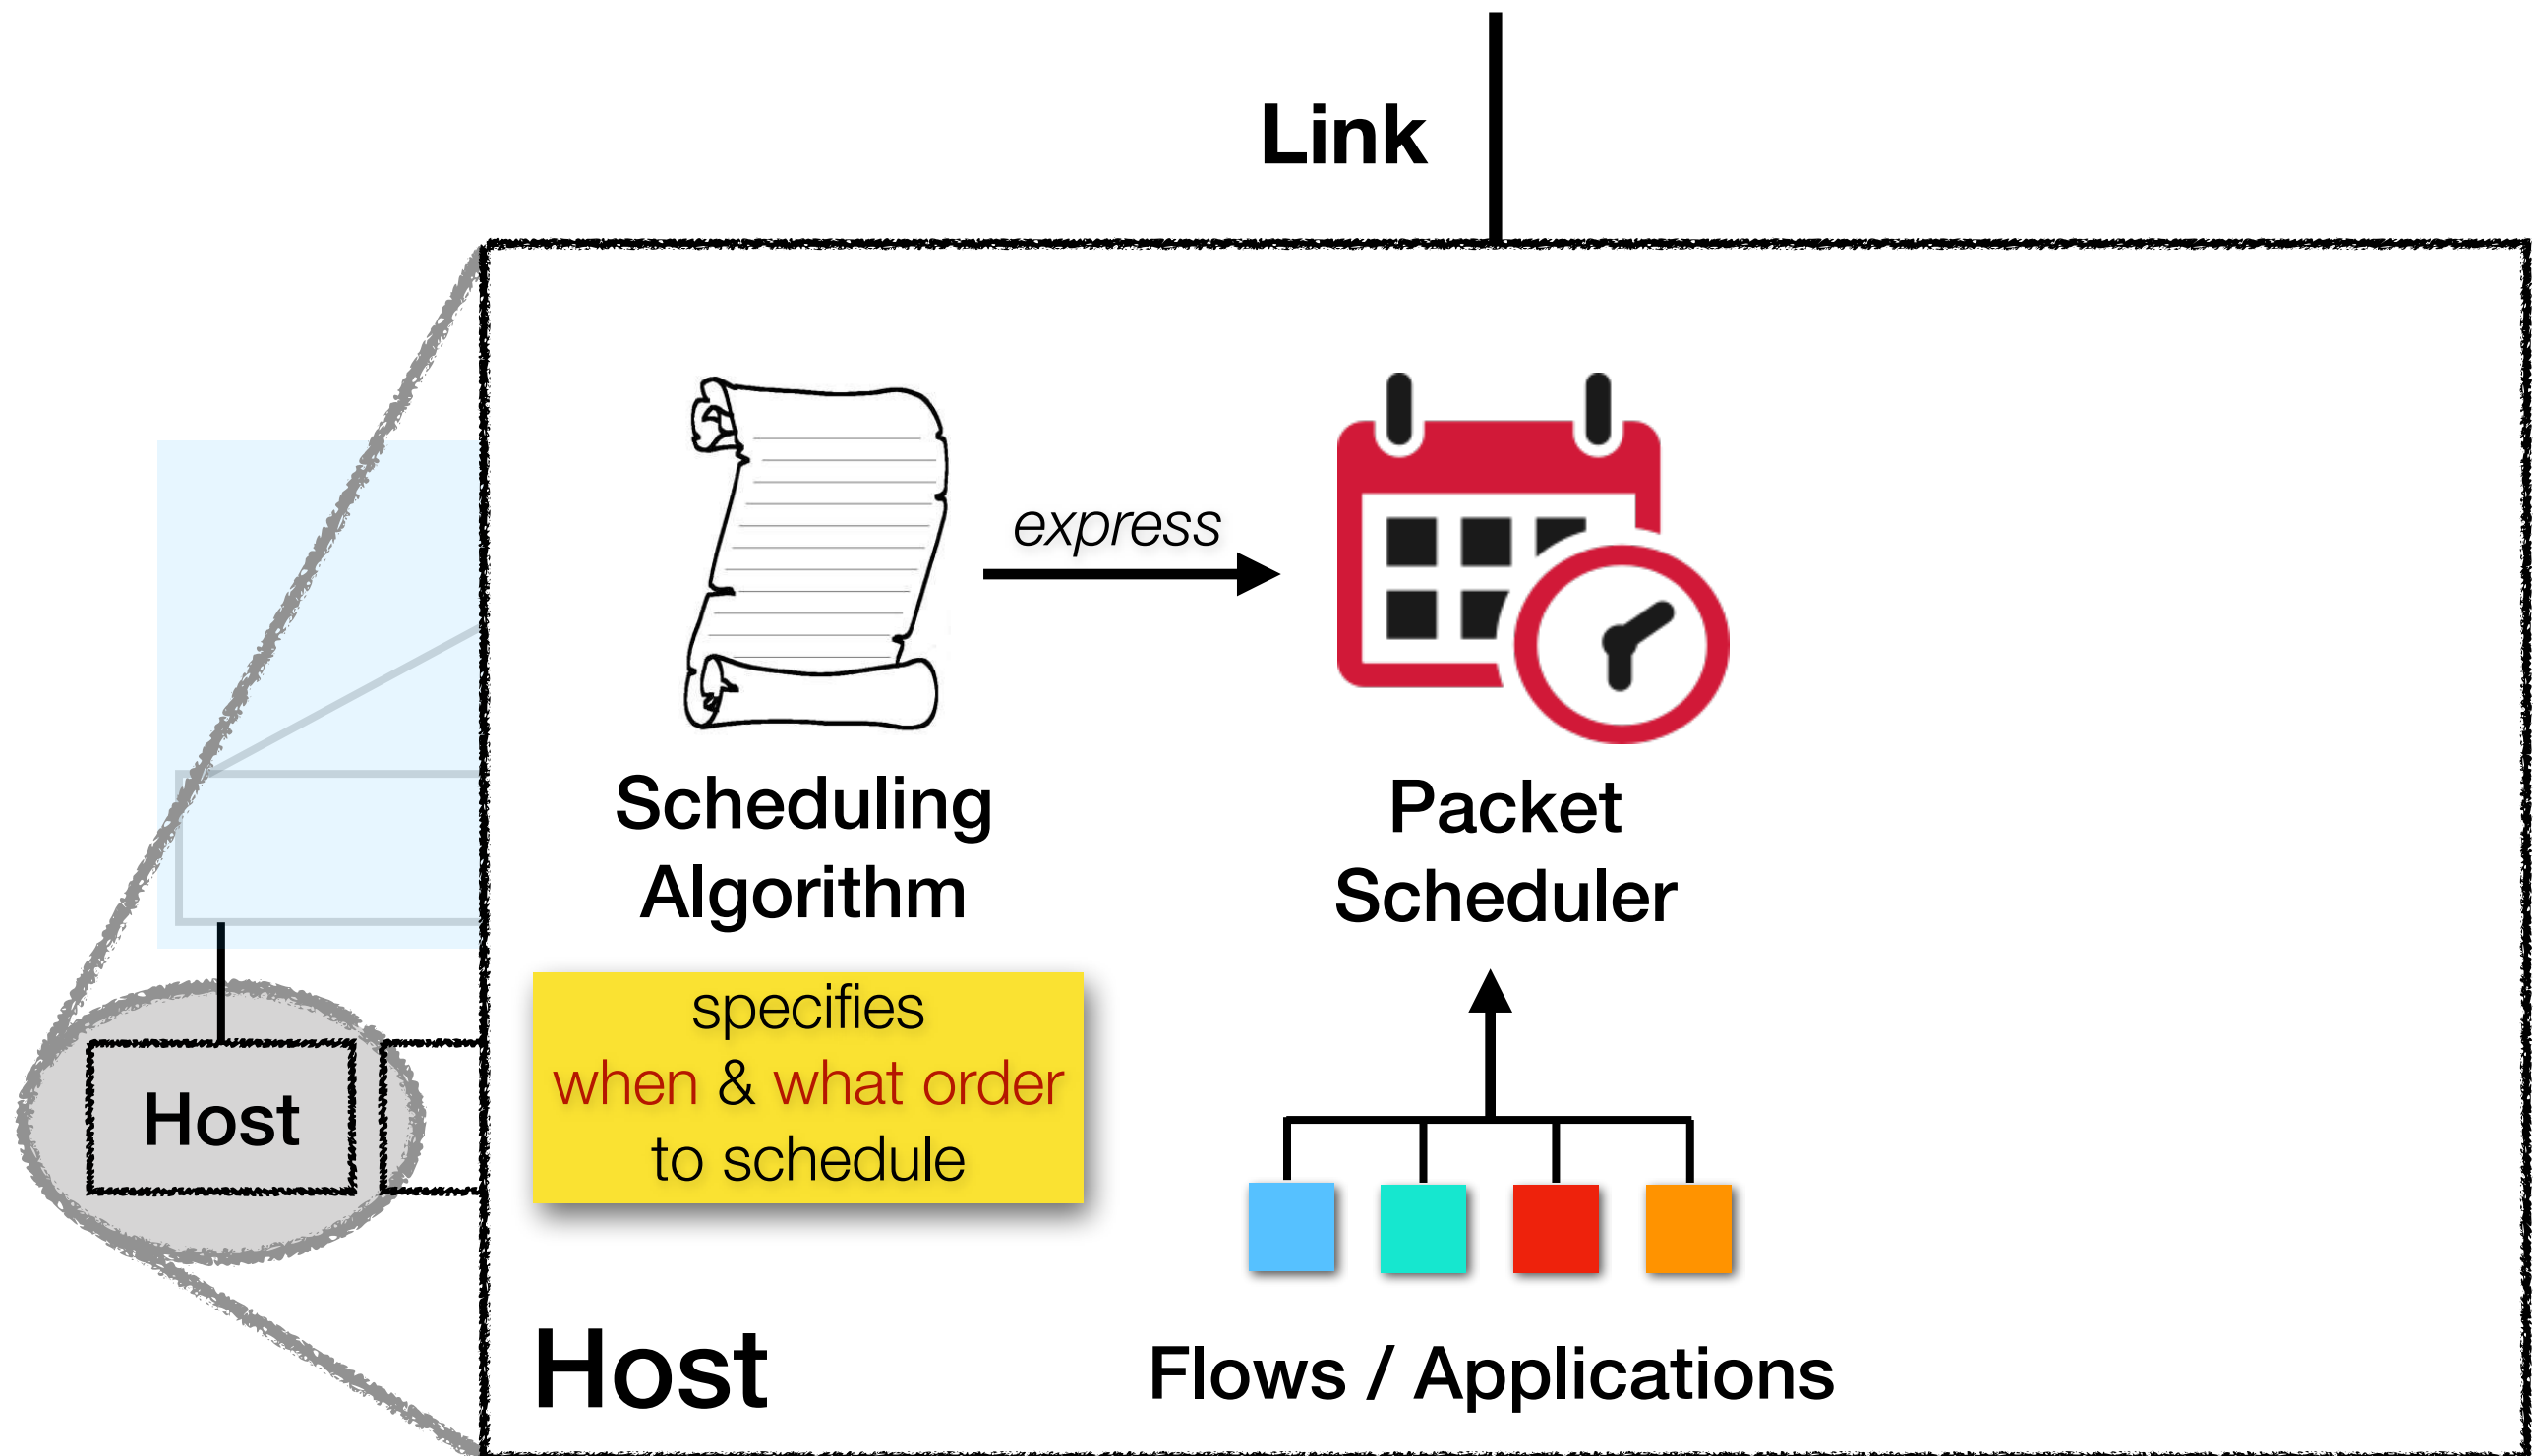 Link
express
Scheduling
Algorithm
Packet
Scheduler
specifies
when & what order
to schedule
Host
Host
Flows / Applications